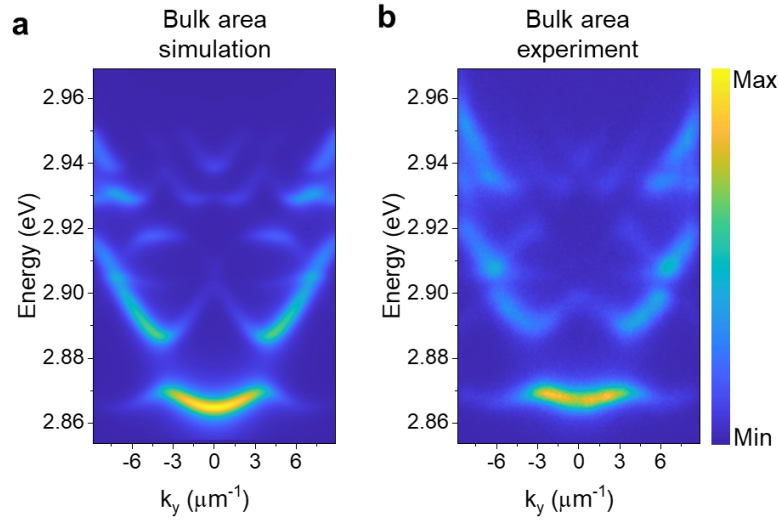 a
Bulk area
simulation
b
Bulk area
experiment
2.96
2.94
2.92
2.90
2.88
2.86
Energy (eV)
-6 -3 0 3 6
ky (μm⁻¹)
2.96
2.94
2.92
2.90
2.88
2.86
Energy (eV)
-6 -3 0 3 6
ky (μm⁻¹)
Max
Min